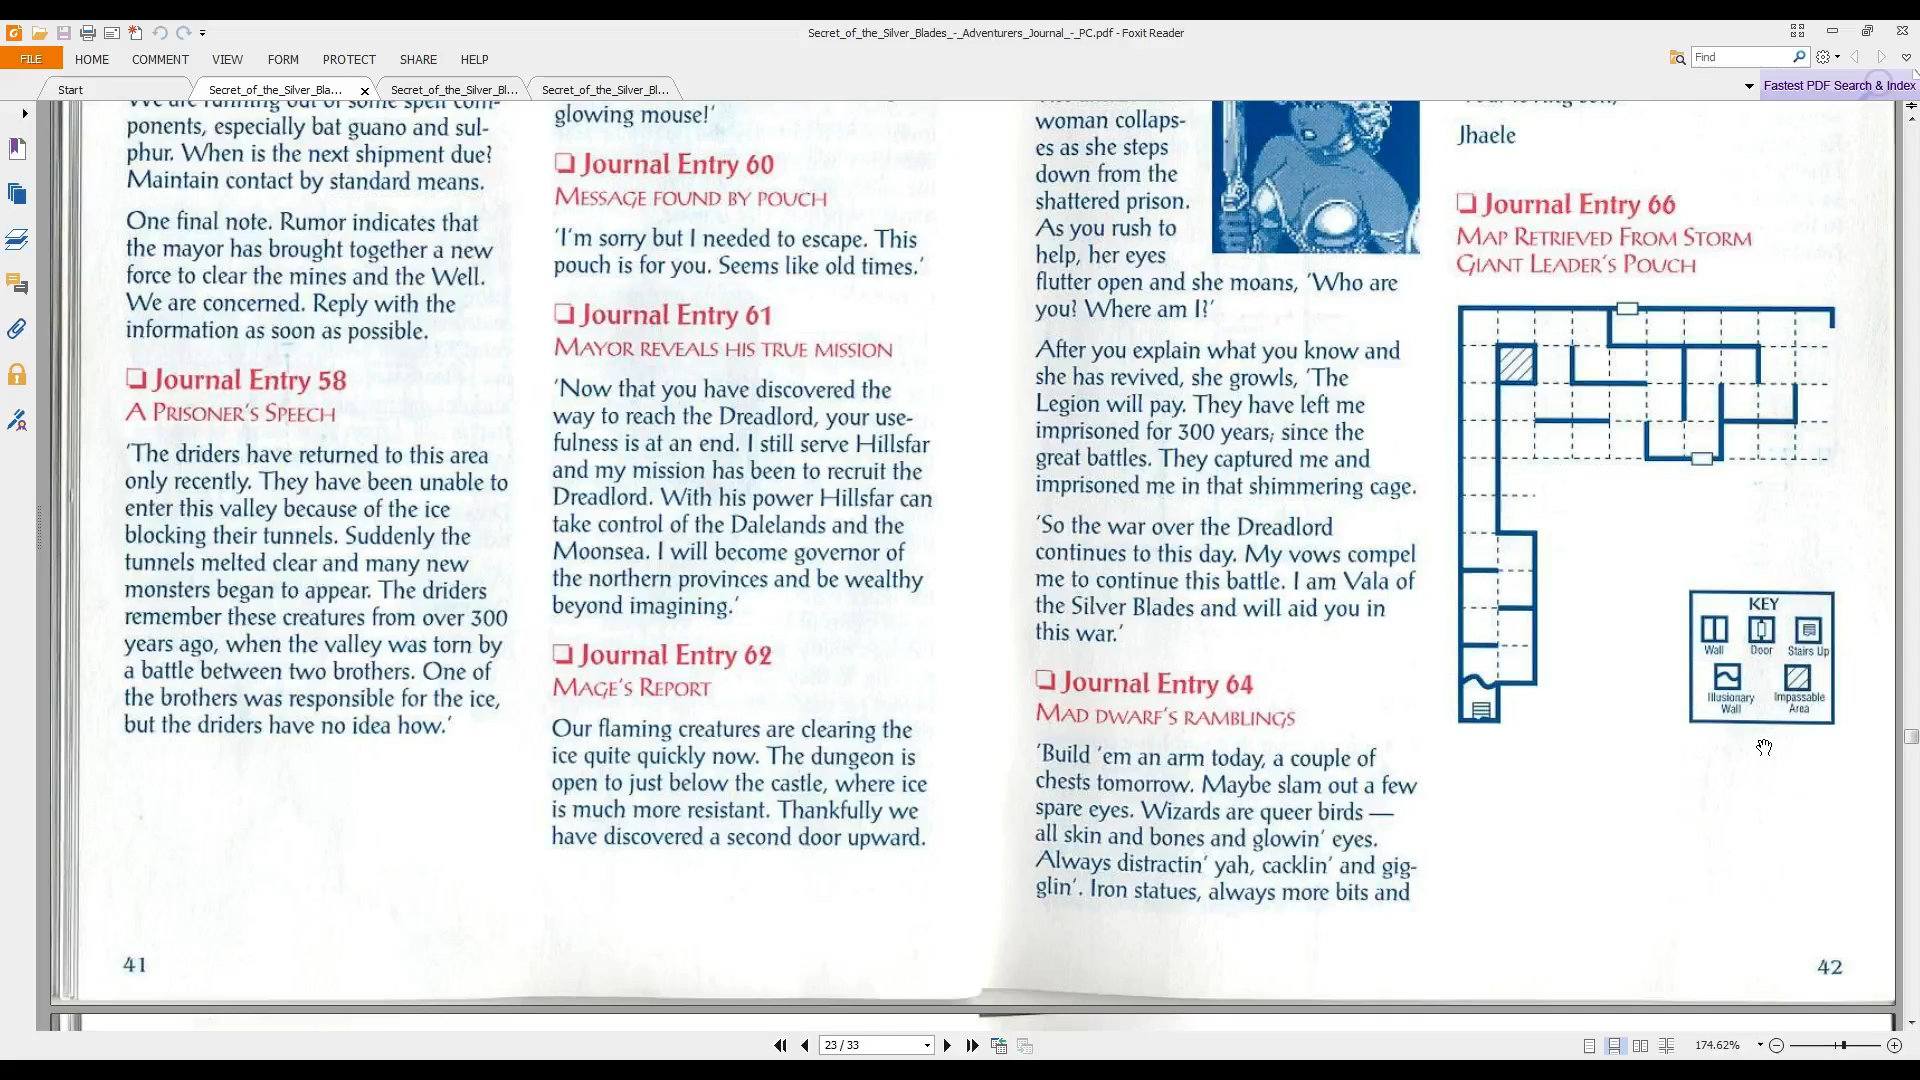 Secret_of_the_Silver_Blades_-_Adventurers_Journal_-_PC.pdf - Foxit Reader
FILE
HOME
COMMENT
VIEW
FORM
PROTECT
SHARE
HELP
Find
Start
Secret_of_the_Silver_Bla...
Secret_of_the_Silver_Bl...
Secret_of_the_Silver_Bl...
Fastest PDF Search & Index
We are running out of some spell com-
ponents, especially bat guano and sul-
phur. When is the next shipment due?
Maintain contact by standard means.
One final note. Rumor indicates that
the mayor has brought together a new
force to clear the mines and the Well.
We are concerned. Reply with the
information as soon as possible.
❏ Journal Entry 58
A PRISONER'S SPEECH
'The driders have returned to this area
only recently. They have been unable to
enter this valley because of the ice
blocking their tunnels. Suddenly the
tunnels melted clear and many new
monsters began to appear. The driders
remember these creatures from over 300
years ago, when the valley was torn by
a battle between two brothers. One of
the brothers was responsible for the ice,
but the driders have no idea how.'
41
glowing mouse!'
❏ Journal Entry 60
MESSAGE FOUND BY POUCH
'I'm sorry but I needed to escape. This
pouch is for you. Seems like old times.'
❏ Journal Entry 61
MAYOR REVEALS HIS TRUE MISSION
'Now that you have discovered the
way to reach the Dreadlord, your use-
fulness is at an end. I still serve Hillsfar
and my mission has been to recruit the
Dreadlord. With his power Hillsfar can
take control of the Dalelands and the
Moonsea. I will become governor of
the northern provinces and be wealthy
beyond imagining.'
❏ Journal Entry 62
MAGE'S REPORT
Our flaming creatures are clearing the
ice quite quickly now. The dungeon is
open to just below the castle, where ice
is much more resistant. Thankfully we
have discovered a second door upward.
woman collaps-
es as she steps
down from the
shattered prison.
As you rush to
help, her eyes
flutter open and she moans, 'Who are
you? Where am I?'
After you explain what you know and
she has revived, she growls, 'The
Legion will pay. They have left me
imprisoned for 300 years; since the
great battles. They captured me and
imprisoned me in that shimmering cage.
'So the war over the Dreadlord
continues to this day. My vows compel
me to continue this battle. I am Vala of
the Silver Blades and will aid you in
this war.'
❏ Journal Entry 64
MAD DWARF'S RAMBLINGS
'Build 'em an arm today, a couple of
chests tomorrow. Maybe slam out a few
spare eyes. Wizards are queer birds —
all skin and bones and glowin' eyes.
Always distractin' yah, cacklin' and gig-
glin'. Iron statues, always more bits and
Jhaele
❏ Journal Entry 66
MAP RETRIEVED FROM STORM
GIANT LEADER'S POUCH
KEY
Wall
Door
Stairs Up
Illusionary
Wall
Impassable
Area
42
23 / 33
174.62%